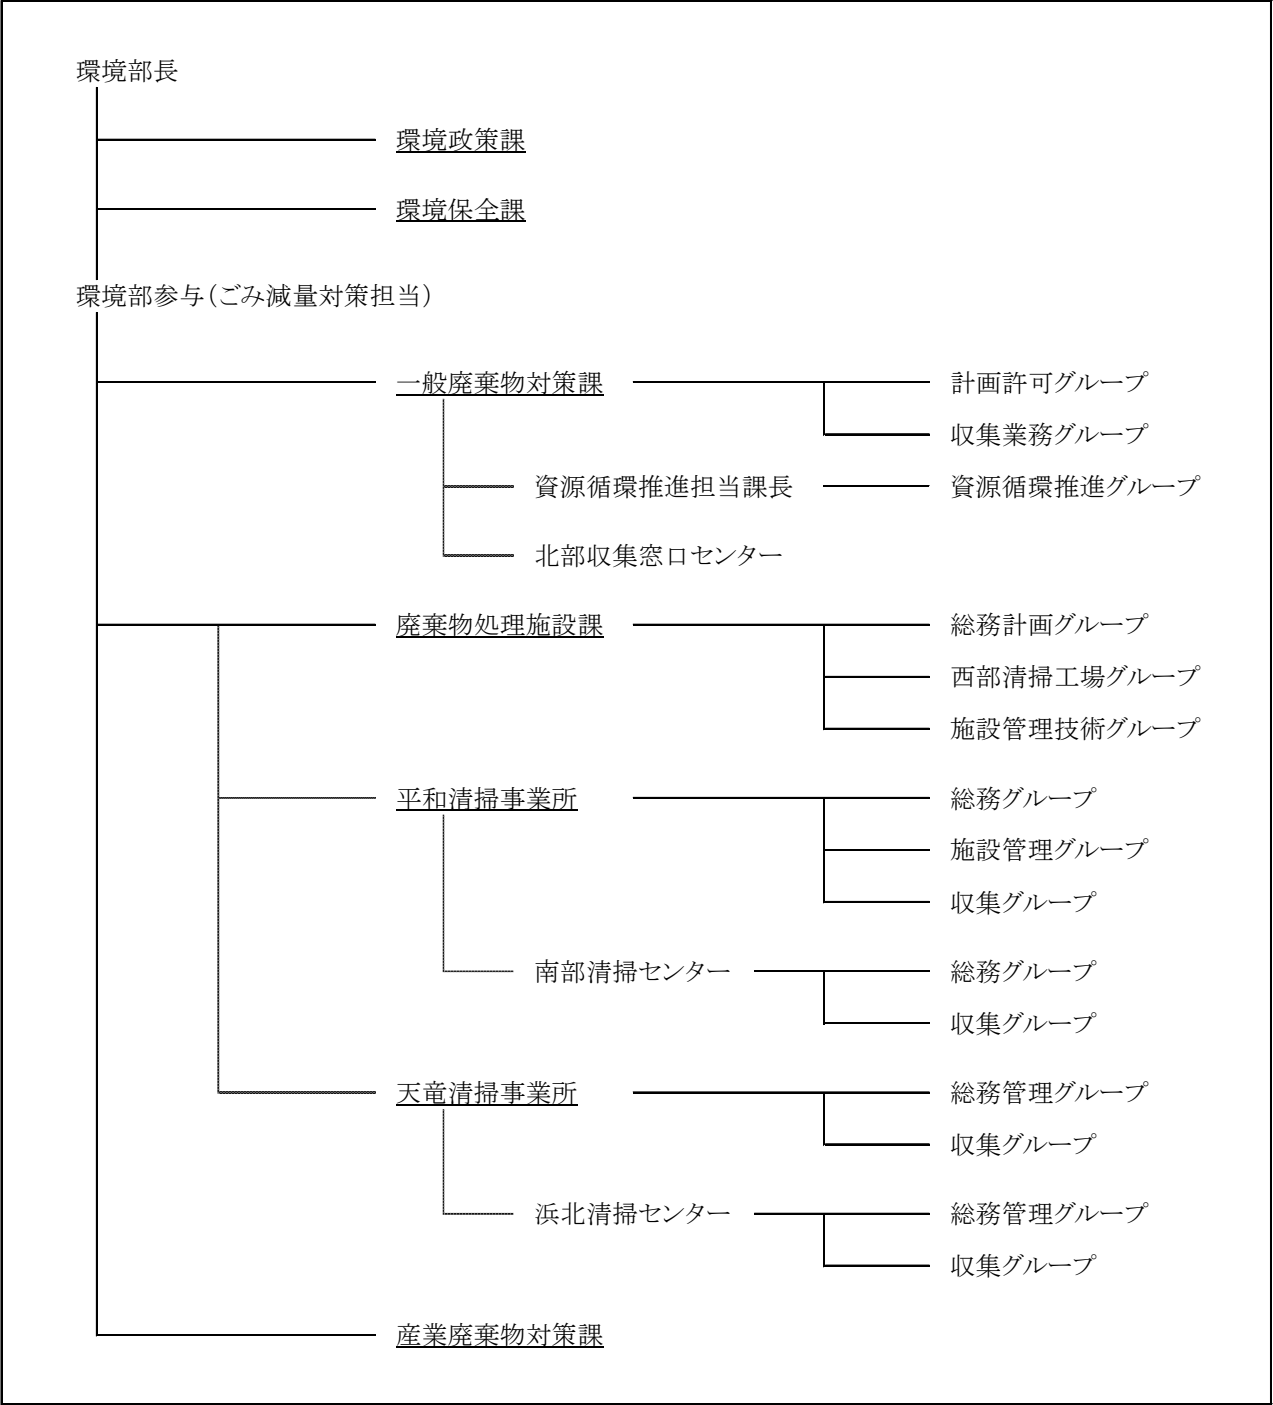 環境部長
環境政策課
環境保全課
環境部参与（ごみ減量対策担当）
一般廃棄物対策課 計画許可グループ
収集業務グループ
資源循環推進担当課長 資源循環推進グループ
北部収集窓口センター
廃棄物処理施設課 総務計画グループ
西部清掃工場グループ
施設管理技術グループ
平和清掃事業所 総務グループ
施設管理グループ
収集グループ
南部清掃センター 総務グループ
収集グループ
天竜清掃事業所 総務管理グループ
収集グループ
浜北清掃センター 総務管理グループ
収集グループ
産業廃棄物対策課